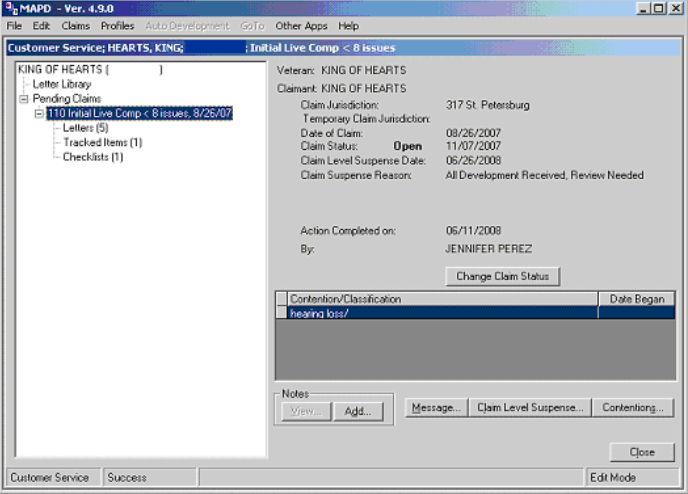 MAPD - Ver. 4.9.0
File Edit Claims Profiles Auto Development GoTo Other Apps Help
Customer Service; HEARTS, KING; ; Initial Live Comp < 8 issues
KING OF HEARTS ( )
Letter Library
Pending Claims
110 Initial Live Comp < 8 issues, 8/26/07
Letters (5)
Tracked Items (1)
Checklists (1)
Veteran: KING OF HEARTS
Claimant: KING OF HEARTS
Claim Jurisdiction: 317 St. Petersburg
Temporary Claim Jurisdiction:
Date of Claim: 08/26/2007
Claim Status: Open 11/07/2007
Claim Level Suspense Date: 06/26/2008
Claim Suspense Reason: All Development Received, Review Needed
Action Completed on: 06/11/2008
By: JENNIFER PEREZ
Change Claim Status
Contention/Classification Date Began
hearing loss/
Notes
View... Add... Message... Claim Level Suspense... Contentions...
Close
Customer Service Success Edit Mode